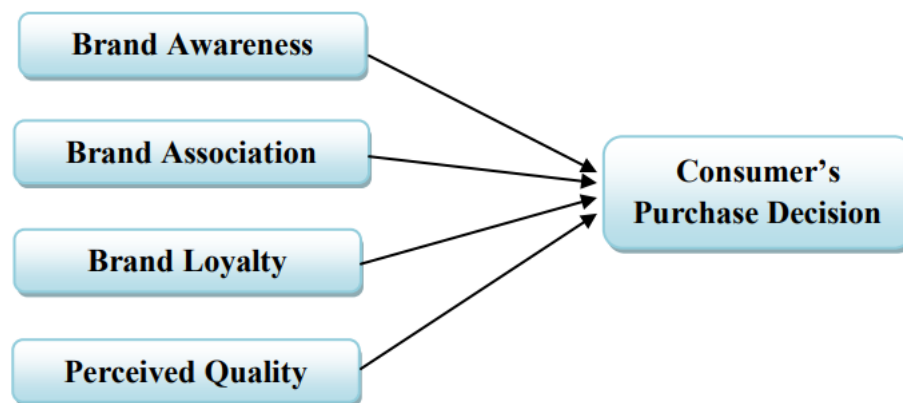 Brand Awareness
Brand Association
Brand Loyalty
Perceived Quality
Consumer’s
Purchase Decision